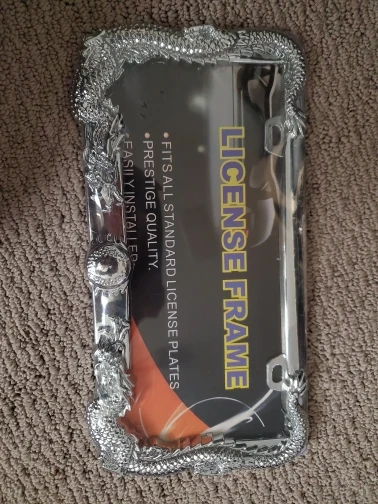 LICENSE FRAME
• FITS ALL STANDARD LICENSE PLATES
• PRESTIGE QUALITY.
EASILY INSTALLED